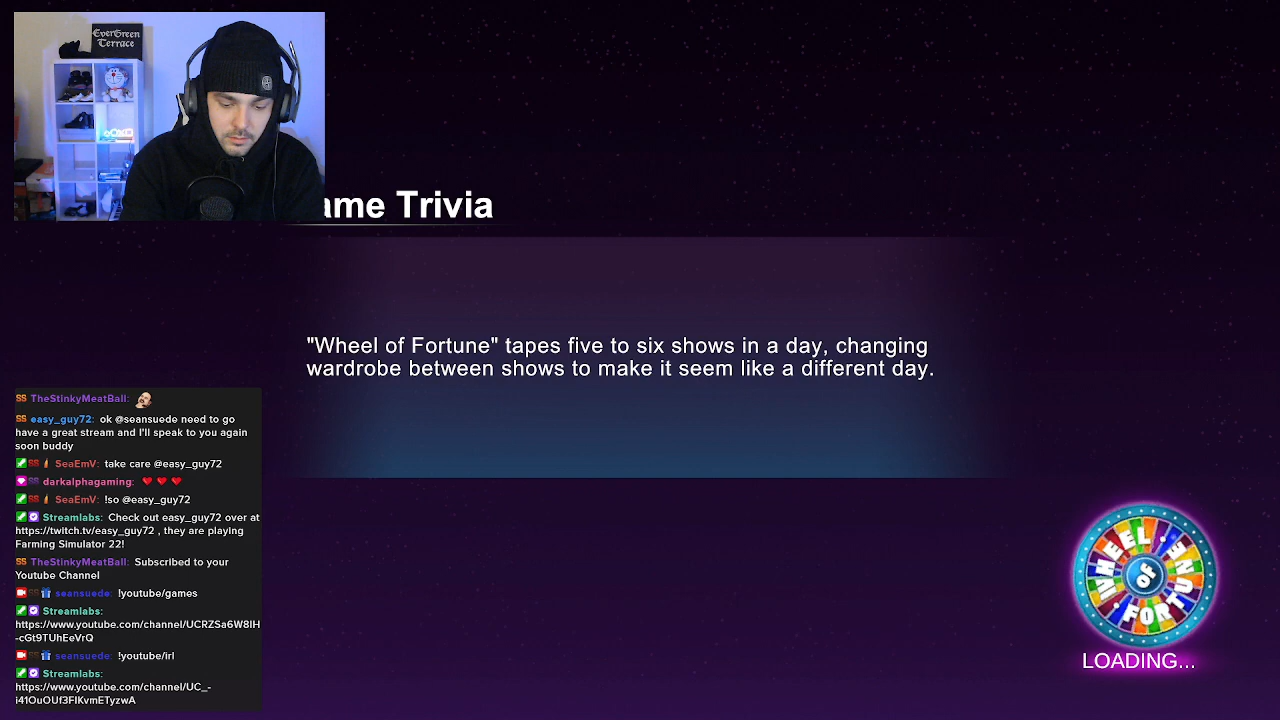 EverGreen
Terrace
ame Trivia
"Wheel of Fortune" tapes five to six shows in a day, changing
wardrobe between shows to make it seem like a different day.
TheStinkyMeatBall:
easy_guy72: ok @seansuede need to go
have a great stream and I'll speak to you again
soon buddy
SeaEmV: take care @easy_guy72
darkalphagaming:
SeaEmV: !so @easy_guy72
Streamlabs: Check out easy_guy72 over at
https://twitch.tv/easy_guy72 , they are playing
Farming Simulator 22!
TheStinkyMeatBall: Subscribed to your
Youtube Channel
seansuede: !youtube/games
Streamlabs:
https://www.youtube.com/channel/UCRZSa6W8IH
-cGt9TUhEeVrQ
seansuede: !youtube/irl
Streamlabs:
https://www.youtube.com/channel/UC_-
i41OuOUf3FIKvmETyzwA
WHEEL
OF
FORTUNE
LOADING...